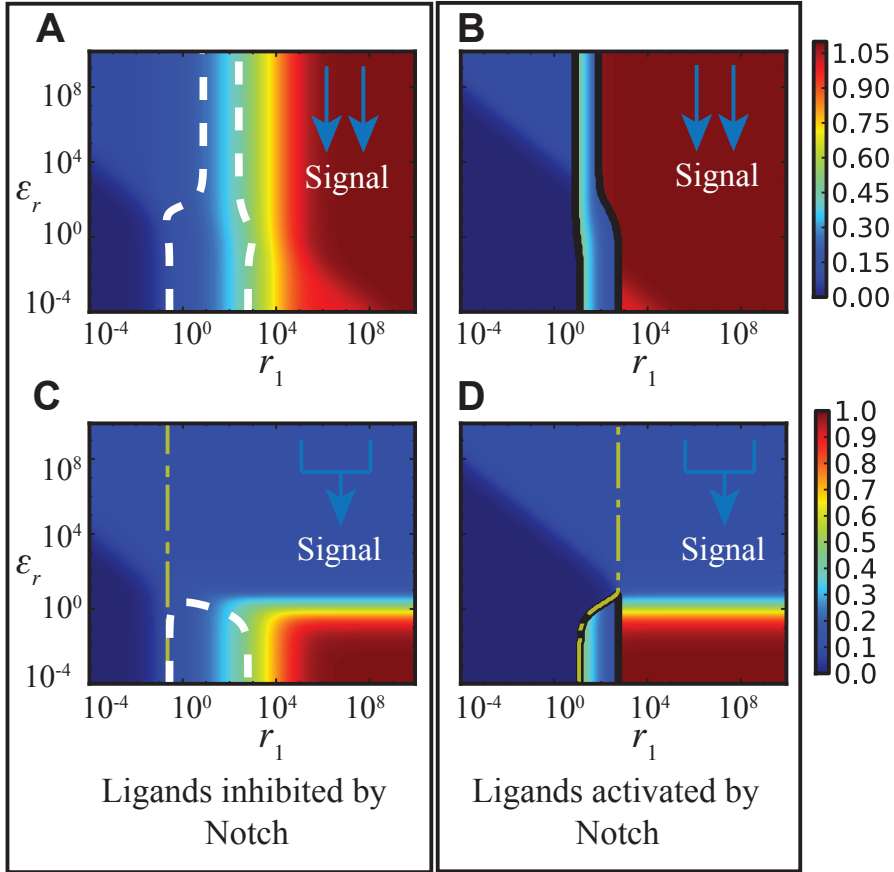 A
B
10^8
10^4
ε_r
10^0
10^-4
Signal
Signal
10^-4 10^0 10^4 10^8
r_1
10^-4 10^0 10^4 10^8
r_1
1.05
0.90
0.75
0.60
0.45
0.30
0.15
0.00
C
D
10^8
10^4
ε_r
10^0
10^-4
Signal
Signal
10^-4 10^0 10^4 10^8
r_1
10^-4 10^0 10^4 10^8
r_1
1.0
0.9
0.8
0.7
0.6
0.5
0.4
0.3
0.2
0.1
0.0
Ligands inhibited by
Notch
Ligands activated by
Notch